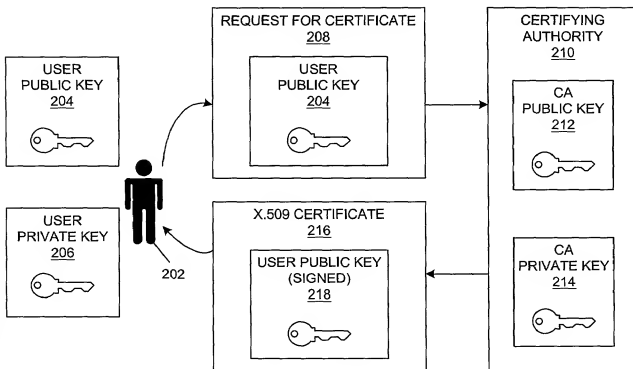 USER
PUBLIC KEY
204
USER
PRIVATE KEY
206
202
REQUEST FOR CERTIFICATE
208
USER
PUBLIC KEY
204
X.509 CERTIFICATE
216
USER PUBLIC KEY
(SIGNED)
218
CERTIFYING
AUTHORITY
210
CA
PUBLIC KEY
212
CA
PRIVATE KEY
214